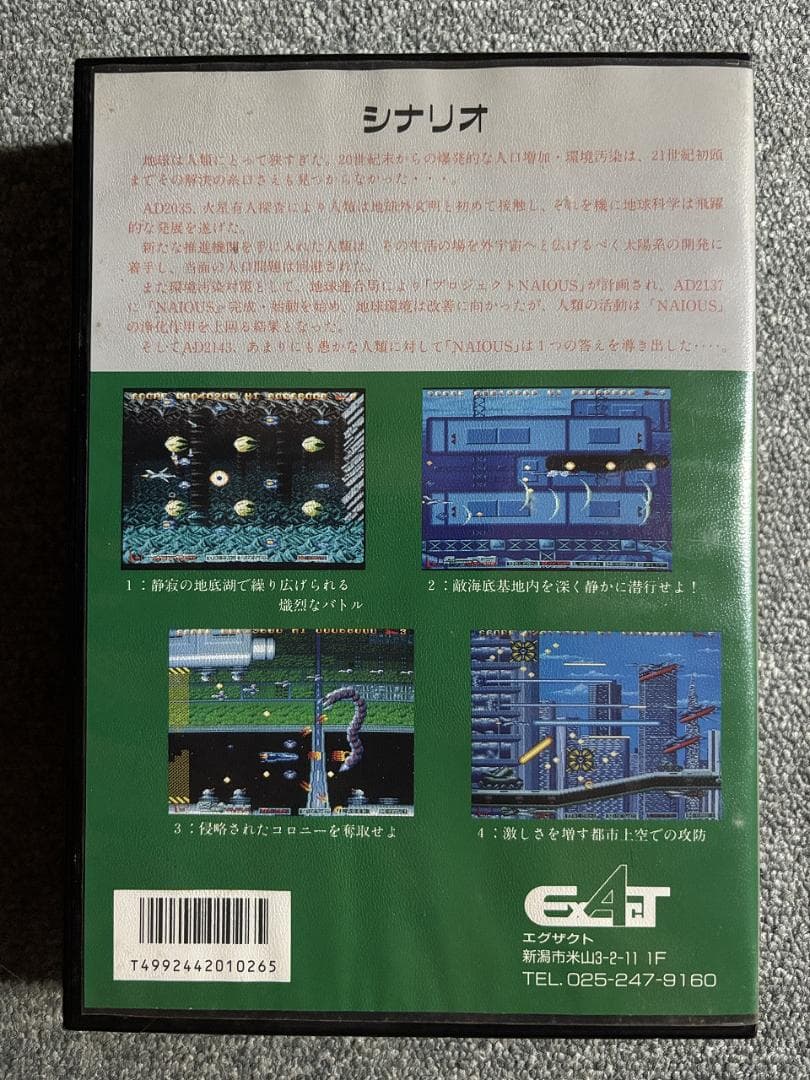 シナリオ
地球は人類にとって狭すぎた。20世紀末からの爆発的な人口増加・環境汚染は、21世紀初頭
までその解決の糸口さえも見つからなかった・・・。
AD2035、火星有人探査により人類は地球外文明と初めて接触し、それを機に地球科学は飛躍
的な発展を遂げた。
新たな推進機関を手に入れた人類は、その生活の場を外宇宙へと広げるべく太陽系の開発に
着手し、当面の人口問題は回避された。
また環境汚染対策として、地球連合局により「プロジェクトNAIOUS」が計画され、AD2137
に「NAIOUS」完成・始動を始め、地球環境は改善に向かったが、人類の活動は「NAIOUS」
の浄化作用を上回る結果となった。
そしてAD2143、あまりにも愚かな人類に対して「NAIOUS」は1つの答えを導き出した・・・・。
1：静寂の地底湖で繰り広げられる
熾烈なバトル
2：敵海底基地内を深く静かに潜行せよ！
3：侵略されたコロニーを奪取せよ
4：激しさを増す都市上空での攻防
T4992442010265
EXACT
エグザクト
新潟市米山3-2-11 1F
TEL.025-247-9160